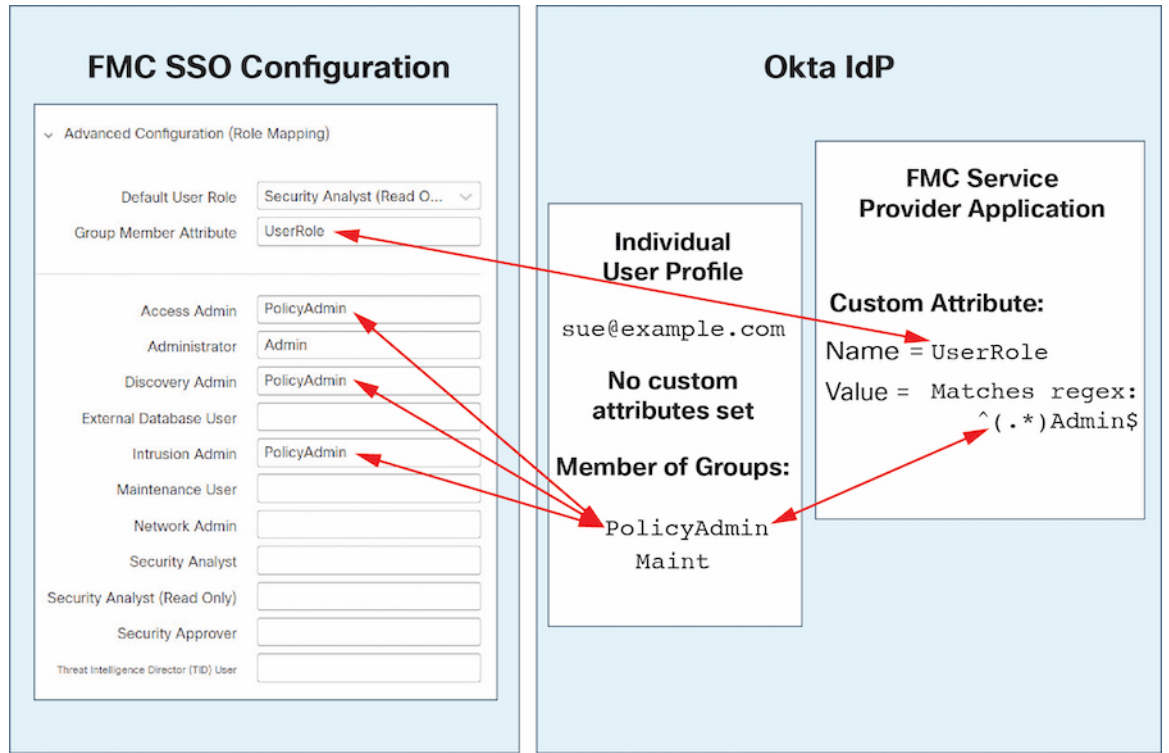 FMC SSO Configuration
Advanced Configuration (Role Mapping)
Default User Role Security Analyst (Read O...
Group Member Attribute UserRole
Access Admin PolicyAdmin
Administrator Admin
Discovery Admin PolicyAdmin
External Database User
Intrusion Admin PolicyAdmin
Maintenance User
Network Admin
Security Analyst
Security Analyst (Read Only)
Security Approver
Threat Intelligence Director (TID) User
Okta IdP
Individual
User Profile
sue@example.com
No custom
attributes set
Member of Groups:
PolicyAdmin
Maint
FMC Service
Provider Application
Custom Attribute:
Name = UserRole
Value = Matches regex:
^(.*)Admin$